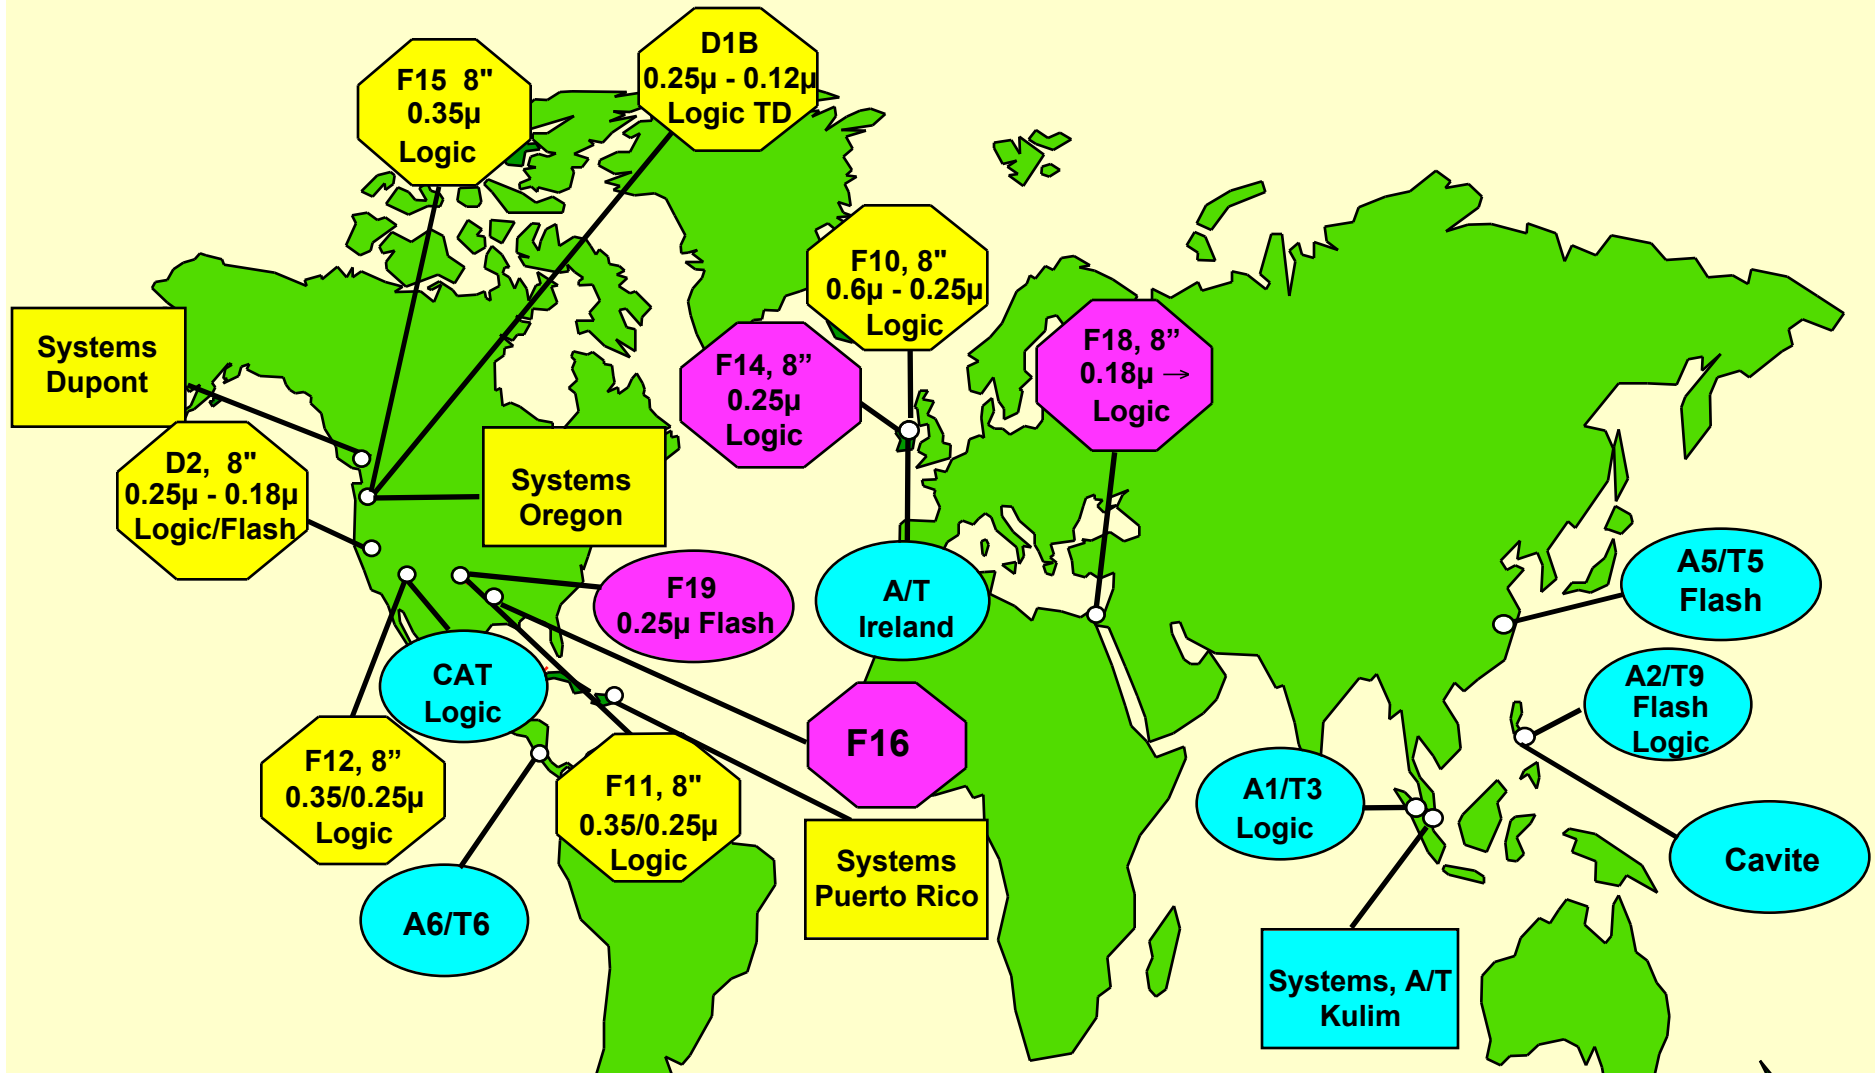 F15  8"
0.35µ
Logic
D1B
0.25µ - 0.12µ
Logic TD
F10, 8"
0.6µ - 0.25µ
Logic
Systems
Dupont
F14, 8”
0.25µ
Logic
F18, 8”
0.18µ →
Logic
D2,  8"
0.25µ - 0.18µ
Logic/Flash
Systems
Oregon
F19
0.25µ Flash
A/T
Ireland
A5/T5
Flash
CAT
Logic
A2/T9
Flash
Logic
F16
F12, 8”
0.35/0.25µ
Logic
F11, 8"
0.35/0.25µ
Logic
A1/T3
Logic
Systems
Puerto Rico
Cavite
A6/T6
Systems, A/T
Kulim